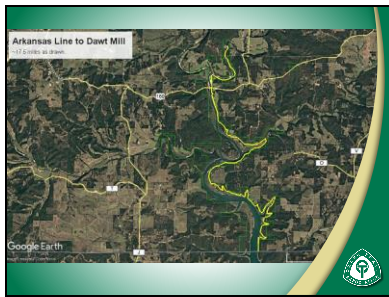 Arkansas Line to Dawt Mill
~17.5 miles as drawn
160
T
O
J
Google Earth